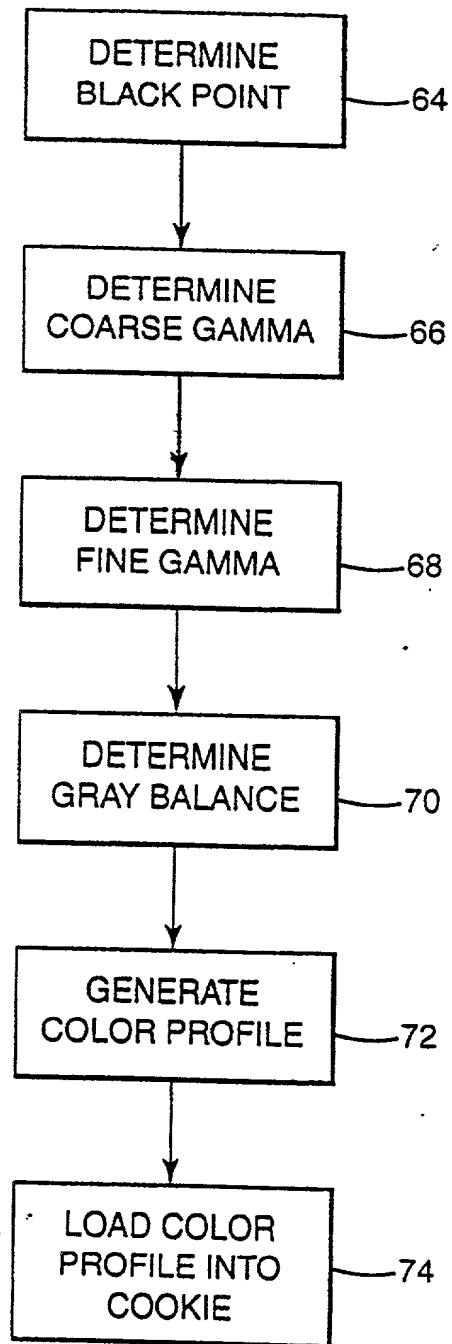 DETERMINE
BLACK POINT
64
DETERMINE
COARSE GAMMA
66
DETERMINE
FINE GAMMA
68
DETERMINE
GRAY BALANCE
70
GENERATE
COLOR PROFILE
72
LOAD COLOR
PROFILE INTO
COOKIE
74